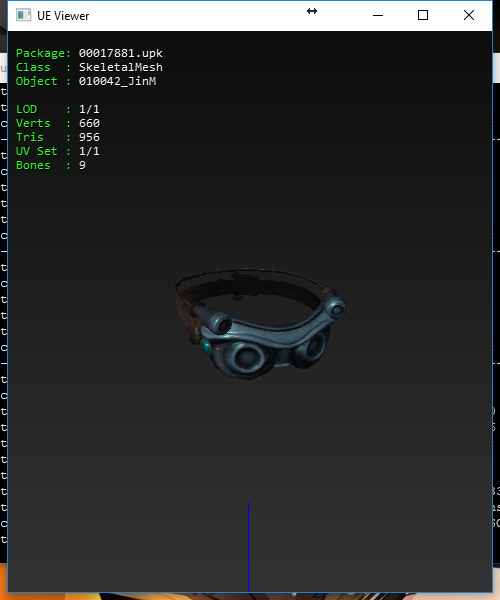 UE Viewer
Package: 00017881.upk
Class : SkeletalMesh
Object : 010042_JinM
LOD : 1/1
Verts : 660
Tris : 956
UV Set : 1/1
Bones : 9